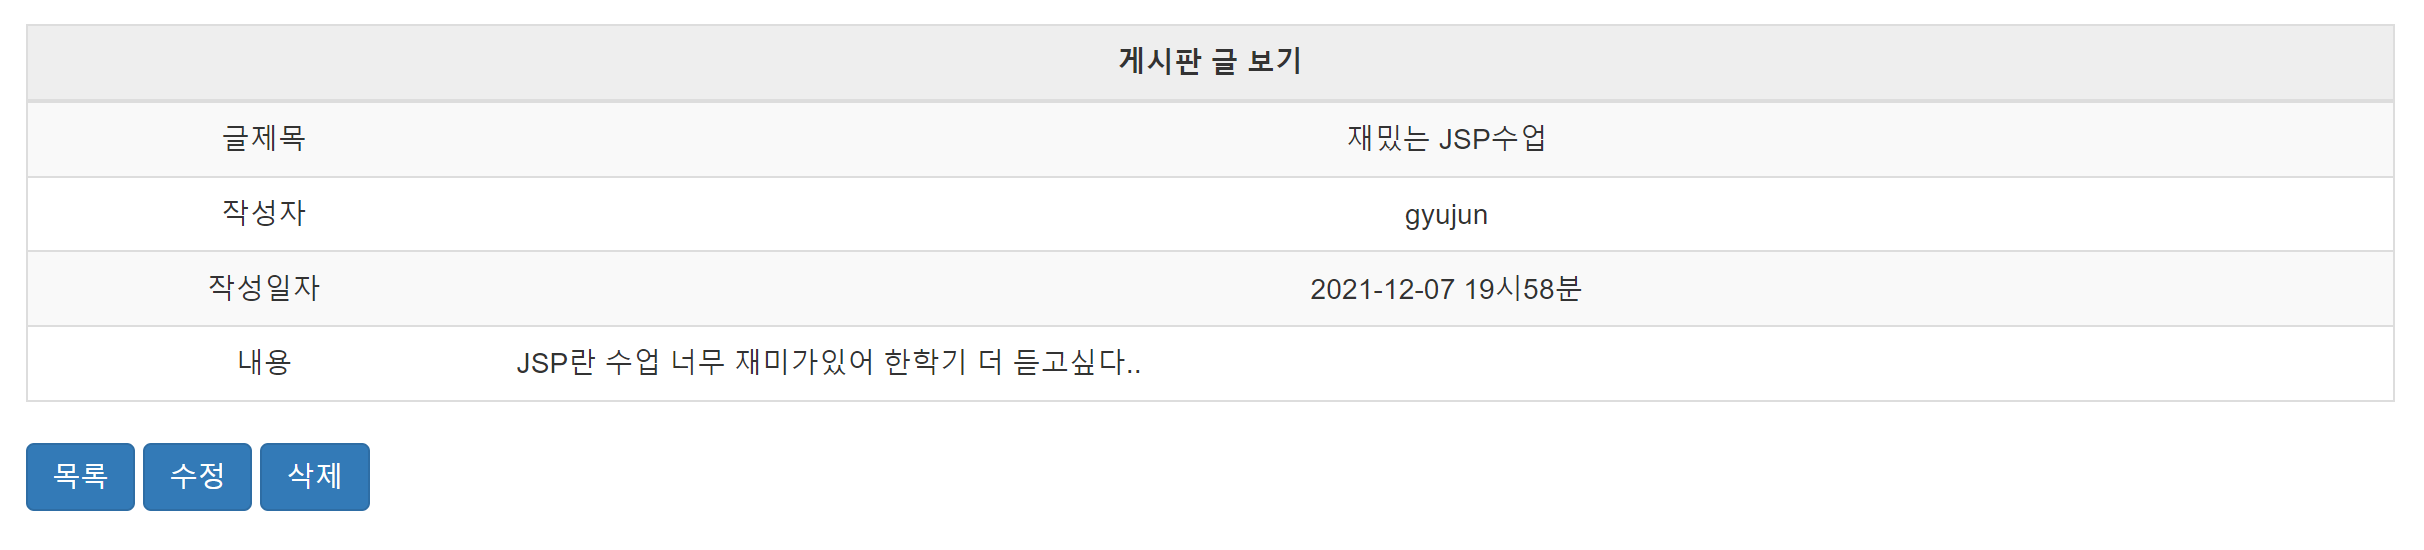 게시판 글 보기
글제목 재밌는 JSP수업
작성자 gyujun
작성일자 2021-12-07 19시58분
내용 JSP란 수업 너무 재미가있어 한학기 더 듣고싶다..
목록 수정 삭제